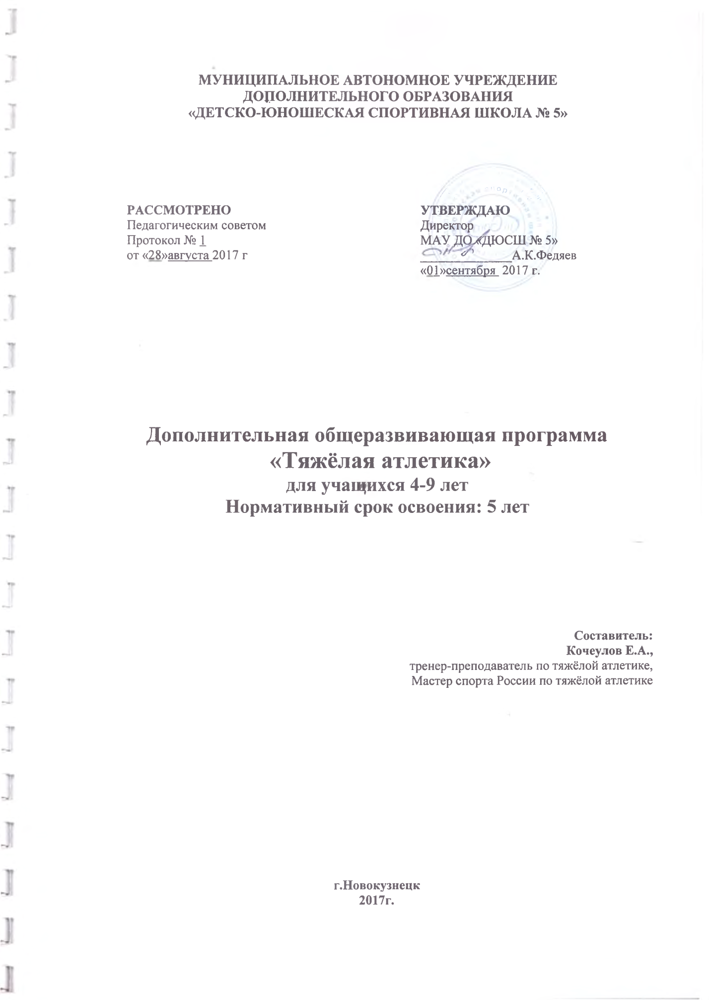 МУНИЦИПАЛЬНОЕ АВТОНОМНОЕ УЧРЕЖДЕНИЕ
ДОПОЛНИТЕЛЬНОГО ОБРАЗОВАНИЯ
«ДЕТСКО-ЮНОШЕСКАЯ СПОРТИВНАЯ ШКОЛА № 5»
РАССМОТРЕНО
Педагогическим советом
Протокол № 1
от «28»августа 2017 г
УТВЕРЖДАЮ
Директор
МАУ ДО «ДЮСШ № 5»
А.К.Федяев
«01»сентября 2017 г.
Дополнительная общеразвивающая программа
«Тяжёлая атлетика»
для учащихся 4-9 лет
Нормативный срок освоения: 5 лет
Составитель:
Кочеулов Е.А.,
тренер-преподаватель по тяжёлой атлетике,
Мастер спорта России по тяжёлой атлетике
г.Новокузнецк
2017г.